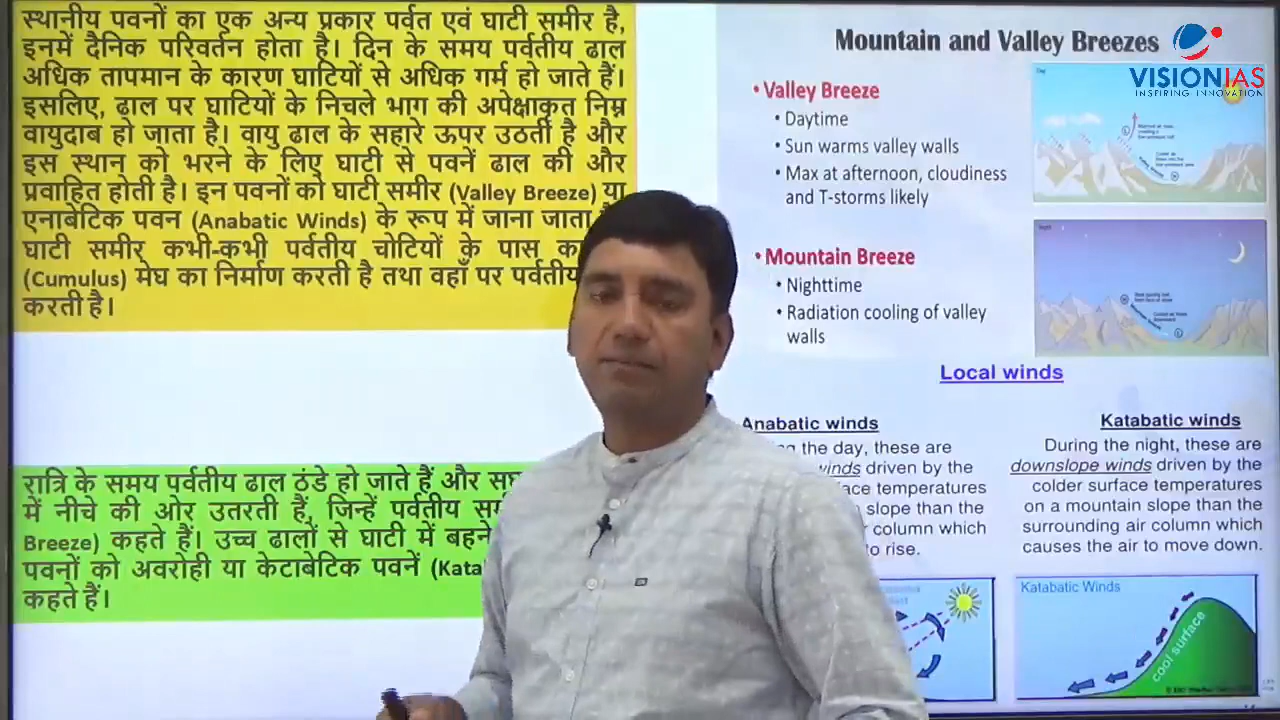 स्थानीय पवनों का एक अन्य प्रकार पर्वत एवं घाटी समीर है,
इनमें दैनिक परिवर्तन होता है। दिन के समय पर्वतीय ढाल
अधिक तापमान के कारण घाटियों से अधिक गर्म हो जाते हैं।
इसलिए, ढाल पर घाटियों के निचले भाग की अपेक्षाकृत निम्न
वायुदाब हो जाता है। वायु ढाल के सहारे ऊपर उठती है और
इस स्थान को भरने के लिए घाटी से पवनें ढाल की और
प्रवाहित होती है। इन पवनों को घाटी समीर (Valley Breeze) या
एनाबेटिक पवन (Anabatic Winds) के रूप में जाना जाता
घाटी समीर कभी-कभी पर्वतीय चोटियों के पास
(Cumulus) मेघ का निर्माण करती है तथा वहाँ पर पर्वतीय
करती है।
रात्रि के समय पर्वतीय ढाल ठंडे हो जाते हैं और
में नीचे की ओर उतरती हैं, जिन्हें पर्वतीय
Breeze) कहते हैं। उच्च ढालों से घाटी में बहने
पवनों को अवरोही या केटाबेटिक पवनें
कहते हैं।
Mountain and Valley Breezes
VISIONIAS
INSPIRING INNOVATION
• Valley Breeze
• Daytime
• Sun warms valley walls
• Max at afternoon, cloudiness
and T-storms likely
• Mountain Breeze
• Nighttime
• Radiation cooling of valley
walls
Local winds
Anabatic winds
the day, these are
winds driven by the
temperatures
slope than the
column which
to rise.
Katabatic winds
During the night, these are
downslope winds driven by the
colder surface temperatures
on a mountain slope than the
surrounding air column which
causes the air to move down.
Katabatic Winds
cool surface